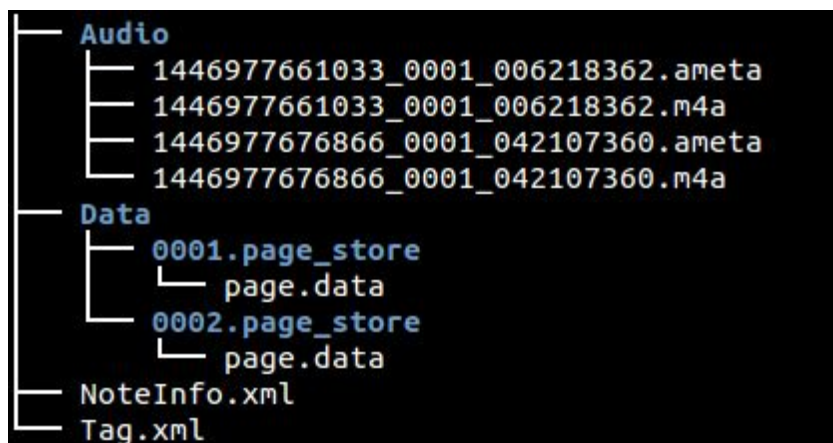 Audio
1446977661033_0001_006218362.ameta
1446977661033_0001_006218362.m4a
1446977676866_0001_042107360.ameta
1446977676866_0001_042107360.m4a
Data
0001.page_store
page.data
0002.page_store
page.data
NoteInfo.xml
Tag.xml